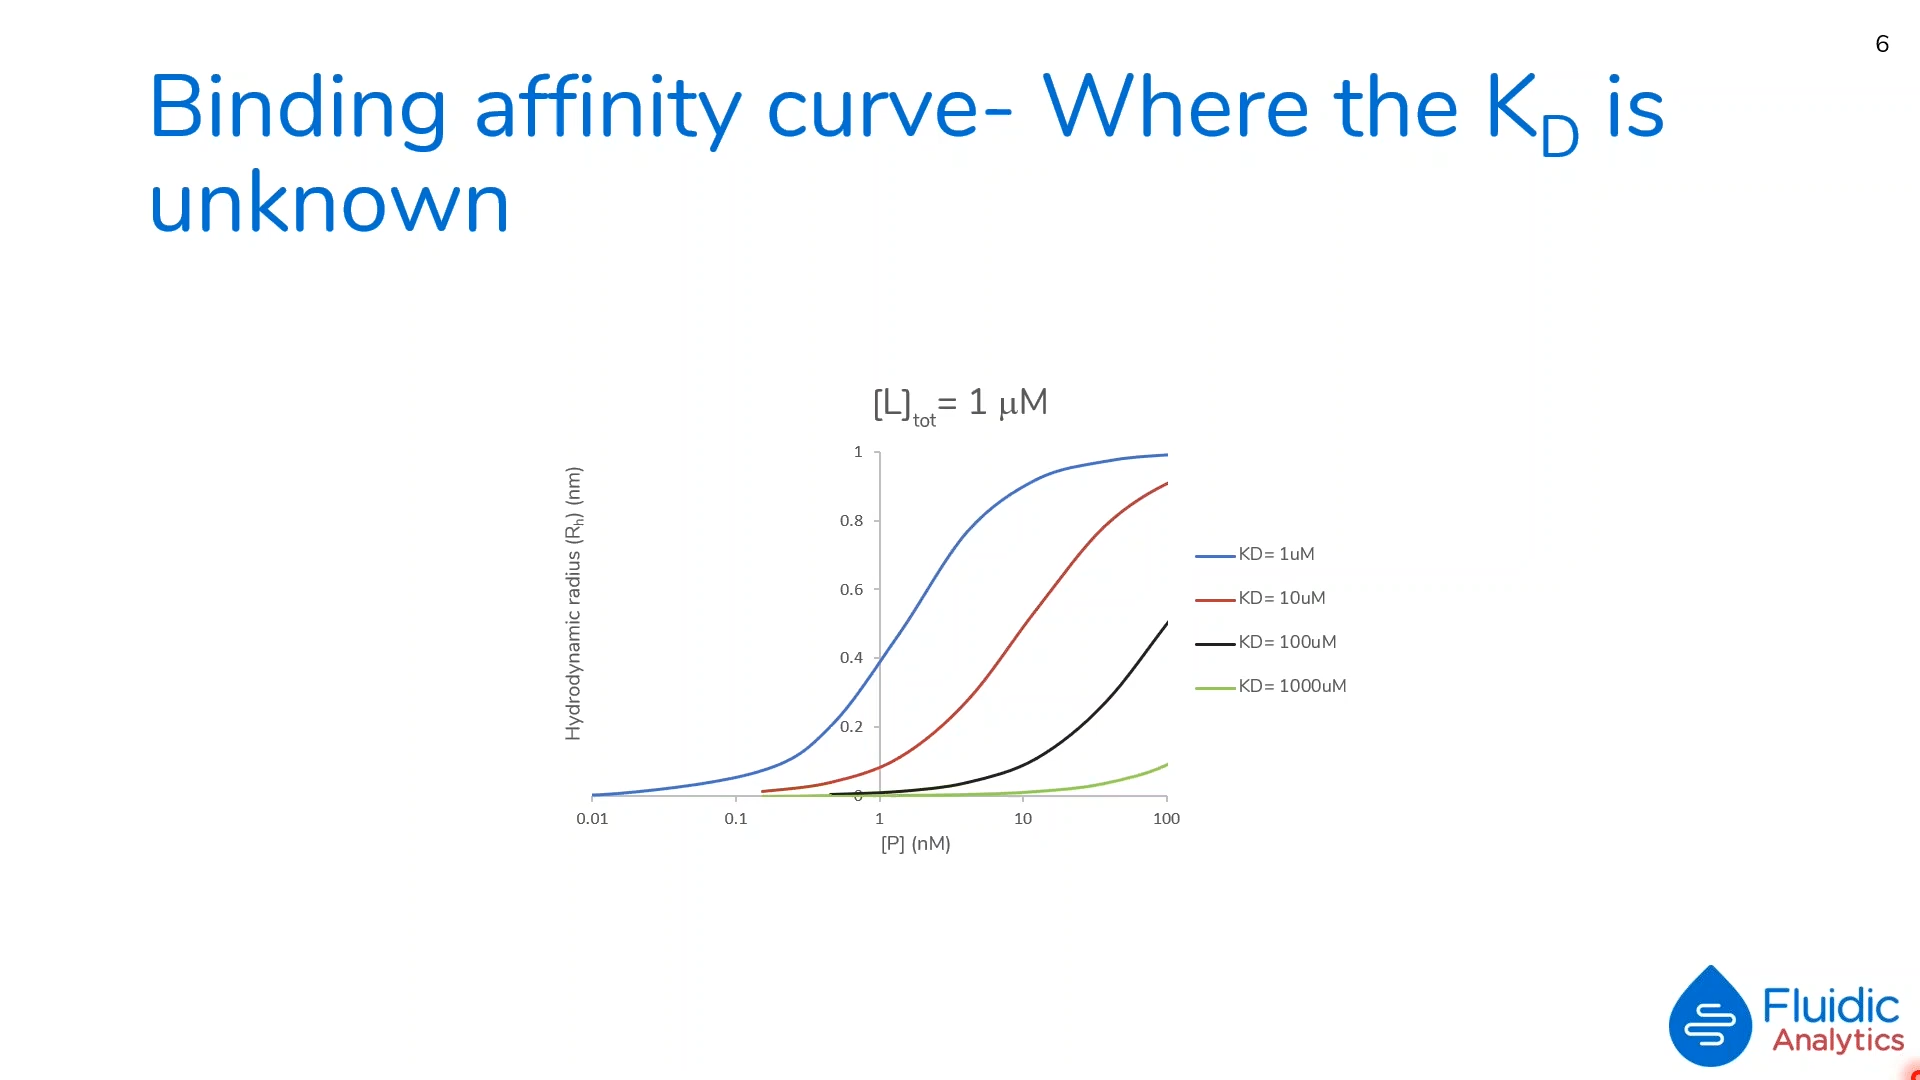 6
Binding affinity curve- Where the KD is
unknown
[L]tot= 1 μM
Hydrodynamic radius (Rh) (nm)
1
0.8
0.6
0.4
0.2
0
0.01 0.1 1 10 100
[P] (nM)
KD= 1uM
KD= 10uM
KD= 100uM
KD= 1000uM
Fluidic
Analytics